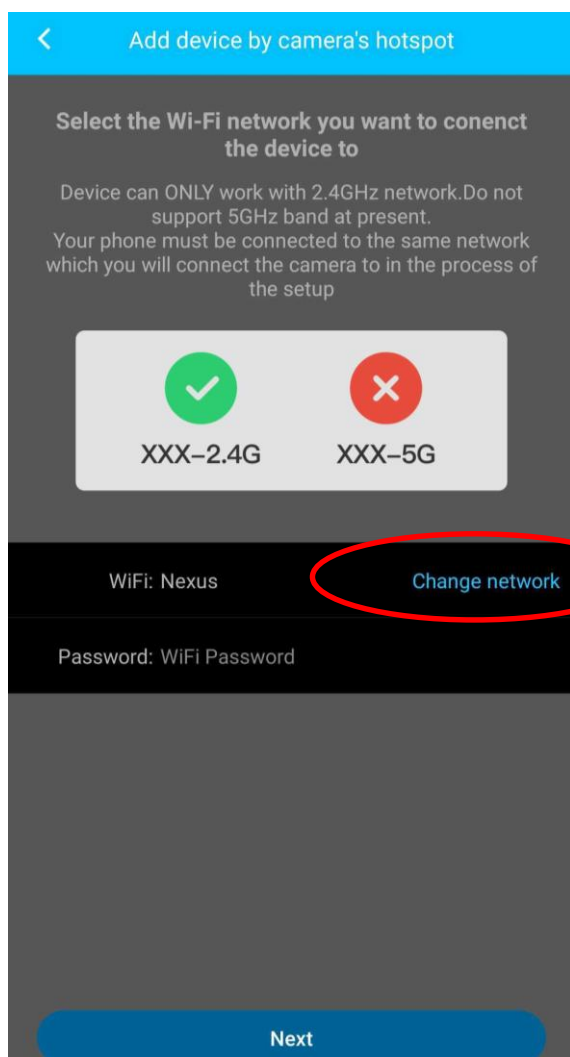 Add device by camera's hotspot
Select the Wi-Fi network you want to conenct
the device to
Device can ONLY work with 2.4GHz network.Do not
support 5GHz band at present.
Your phone must be connected to the same network
which you will connect the camera to in the process of
the setup
XXX-2.4G XXX-5G
WiFi: Nexus Change network
Password: WiFi Password
Next